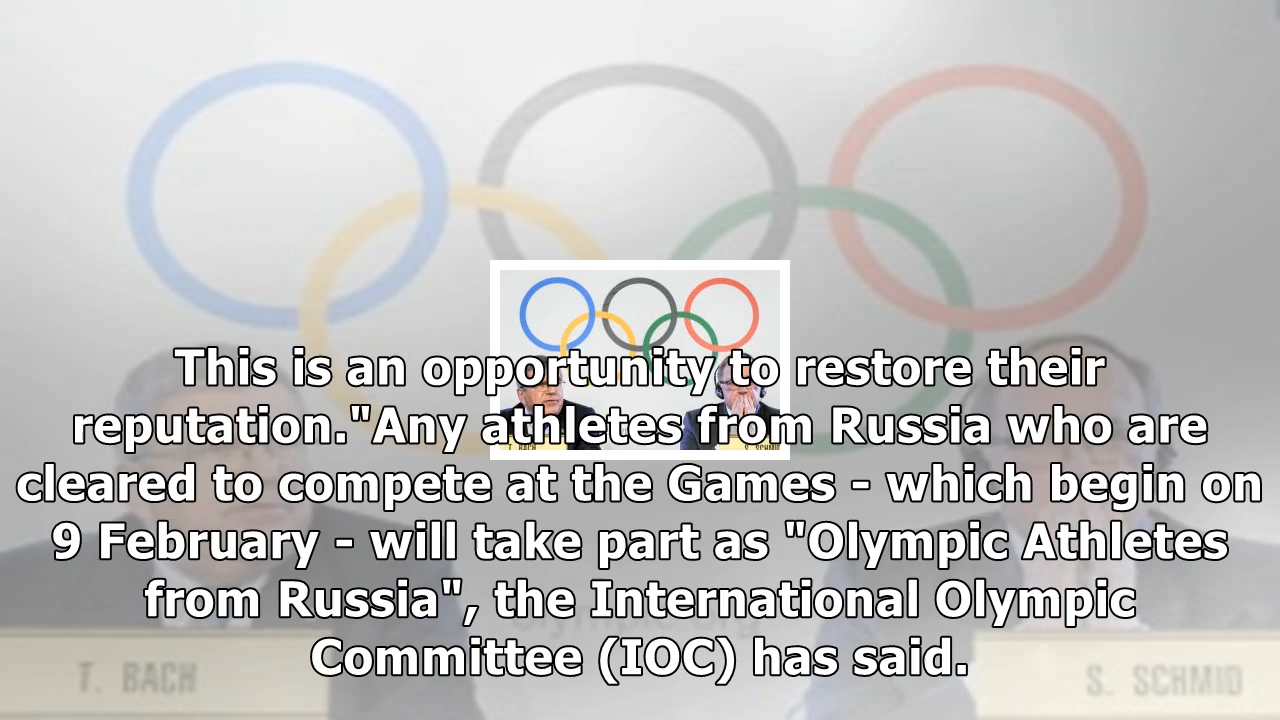 This is an opportunity to restore their
reputation."Any athletes from Russia who are
cleared to compete at the Games - which begin on
9 February - will take part as "Olympic Athletes
from Russia", the International Olympic
Committee (IOC) has said.
T. BACH
S. SCHMID